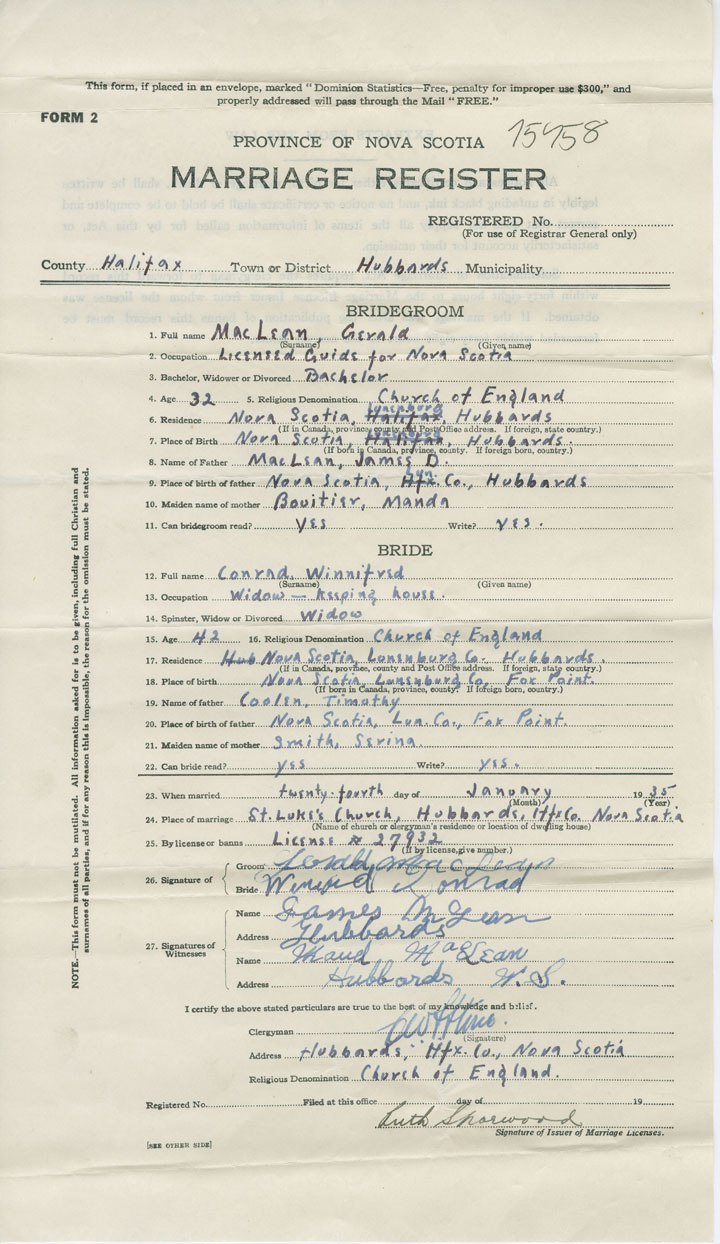 This form, if placed in an envelope, marked "Dominion Statistics—Free, penalty for improper use $300," and
properly addressed will pass through the Mail "FREE."
FORM 2
15458
PROVINCE OF NOVA SCOTIA
MARRIAGE REGISTER
REGISTERED No.
(For use of Registrar General only)
County Halifax Town or District Hubbards Municipality
BRIDEGROOM
1. Full name MacLean, Gerald
(Surname) (Given name)
2. Occupation Licensed Guide for Nova Scotia
3. Bachelor, Widower or Divorced Bachelor
4. Age 32 5. Religious Denomination Church of England
Lunenburg
6. Residence Nova Scotia, Halifax, Hubbards
(If in Canada, province, county and Post Office address. If foreign, state country.)
Lunenburg
7. Place of Birth Nova Scotia, Halifax, Hubbards.
(If born in Canada, province, county. If foreign born, country.)
8. Name of Father MacLean, James D.
Lun.
9. Place of birth of father Nova Scotia, Hfx. Co., Hubbards
10. Maiden name of mother Boutier, Manda
11. Can bridegroom read? yes Write? yes.
BRIDE
12. Full name Conrad, Winnifred
(Surname) (Given name)
13. Occupation Widow — keeping house.
14. Spinster, Widow or Divorced Widow
15. Age 42 16. Religious Denomination Church of England
17. Residence Hub Nova Scotia, Lunenburg Co. Hubbards.
(If in Canada, province, county and Post Office address. If foreign, state country.)
18. Place of birth Nova Scotia, Lunenburg Co, Fox Point.
(If born in Canada, province, county. If foreign born, country.)
19. Name of father Coolen, Timothy
20. Place of birth of father Nova Scotia, Lun. Co., Fox Point.
21. Maiden name of mother Smith, Serina
22. Can bride read? yes Write? yes.
23. When married twenty-fourth day of January 1935
(Month) (Year)
24. Place of marriage St. Luke's Church, Hubbards, Hfx Co. Nova Scotia
(Name of church or clergyman's residence or location of dwelling house)
25. By license or banns License # 27932
(If by license, give number.)
26. Signature of
Groom Gerald MacLean
Bride Winifred Conrad
27. Signatures of Witnesses
Name James McLean
Address Hubbards
Name Maud MacLean
Address Hubbards N.S.
I certify the above stated particulars are true to the best of my knowledge and belief.
Clergyman
(Signature)
Address Hubbards, Hfx. Co., Nova Scotia
Religious Denomination Church of England.
Registered No. Filed at this office day of 19
Ruth Shorwood
Signature of Issuer of Marriage Licenses.
[SEE OTHER SIDE]
NOTE.—This form must not be mutilated. All information asked for is to be given, including full Christian and
surnames of all parties, and if for any reason this is impossible, the reason for the omission must be stated.